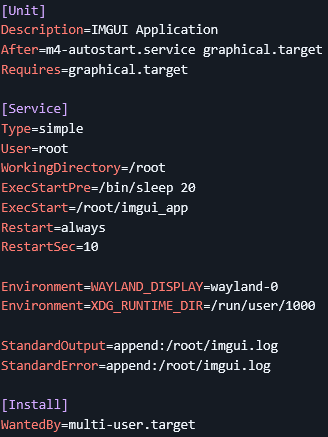 [Unit]
Description=IMGUI Application
After=m4-autostart.service graphical.target
Requires=graphical.target

[Service]
Type=simple
User=root
WorkingDirectory=/root
ExecStartPre=/bin/sleep 20
ExecStart=/root/imgui_app
Restart=always
RestartSec=10

Environment=WAYLAND_DISPLAY=wayland-0
Environment=XDG_RUNTIME_DIR=/run/user/1000

StandardOutput=append:/root/imgui.log
StandardError=append:/root/imgui.log

[Install]
WantedBy=multi-user.target